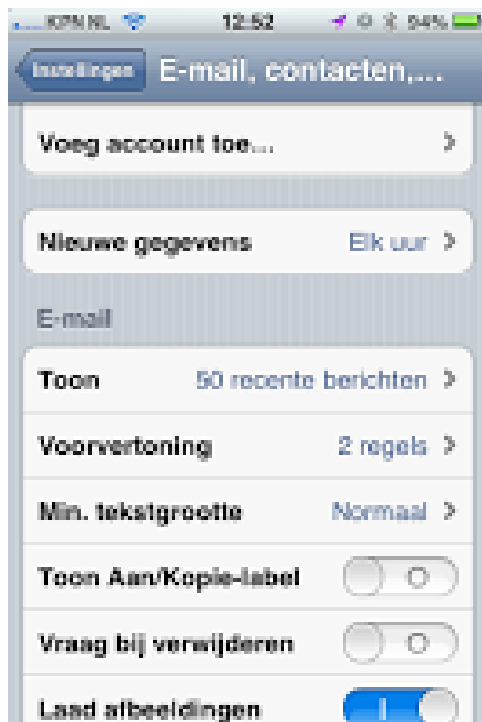 KPN NL 12:52 94%
Instellingen E-mail, contacten,...
Voeg account toe...
Nieuwe gegevens Elk uur
E-mail
Toon 50 recente berichten
Voorvertoning 2 regels
Min. tekstgrootte Normaal
Toon Aan/Kopie-label
Vraag bij verwijderen
Laad afbeeldingen